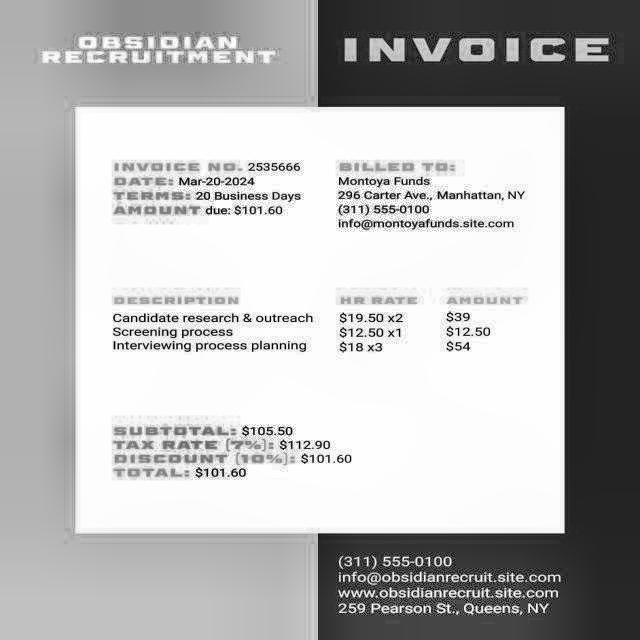 OBSIDIAN
RECRUITMENT
INVOICE
INVOICE NO. 2535666
DATE: Mar-20-2024
TERMS: 20 Business Days
AMOUNT due: $101.60
BILLED TO:
Montoya Funds
296 Carter Ave., Manhattan, NY
(311) 555-0100
info@montoyafunds.site.com
DESCRIPTION HR RATE AMOUNT
Candidate research & outreach $19.50 x2 $39
Screening process $12.50 x1 $12.50
Interviewing process planning $18 x3 $54
SUBTOTAL: $105.50
TAX RATE (7%): $112.90
DISCOUNT (10%): $101.60
TOTAL: $101.60
(311) 555-0100
info@obsidianrecruit.site.com
www.obsidianrecruit.site.com
259 Pearson St., Queens, NY